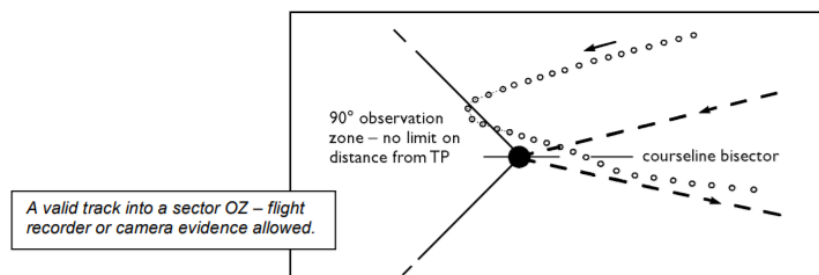 90° observation
zone – no limit on
distance from TP
courseline bisector
A valid track into a sector OZ – flight
recorder or camera evidence allowed.